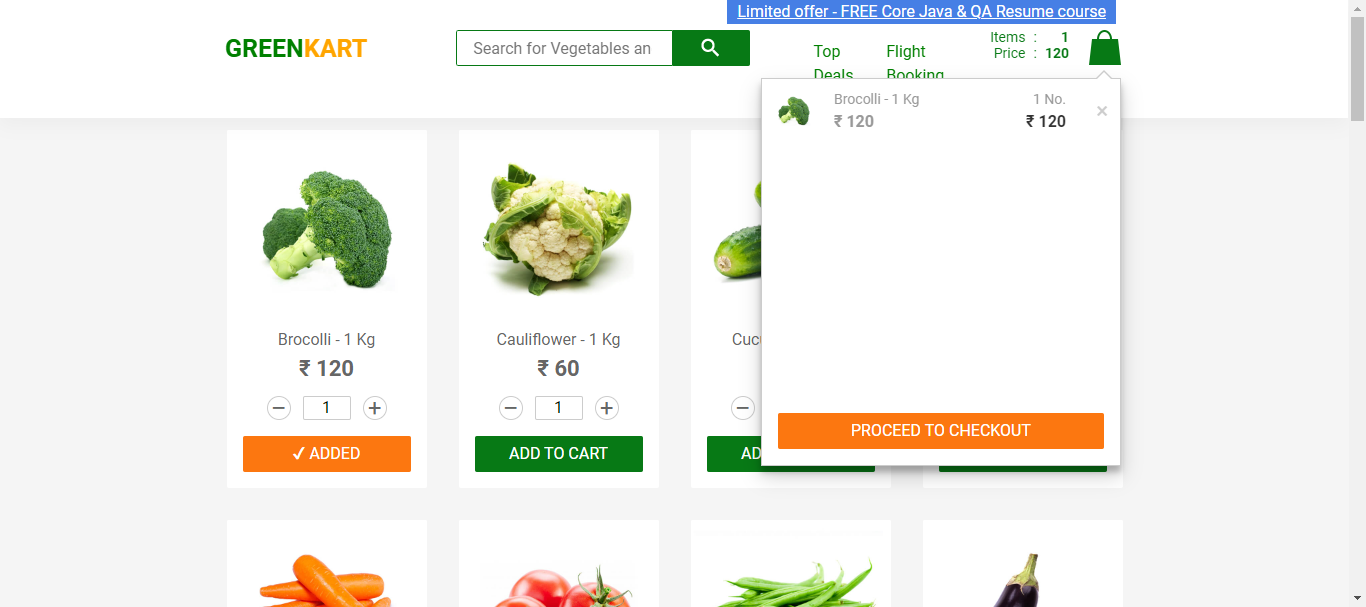 Limited offer - FREE Core Java & QA Resume course
GREENKART
Search for Vegetables an
Top
Deals
Flight
Booking
Items : 1
Price : 120
Brocolli - 1 Kg
₹ 120
1 No.
₹ 120
×
PROCEED TO CHECKOUT
Brocolli - 1 Kg
₹ 120
1
✓ ADDED
Cauliflower - 1 Kg
₹ 60
1
ADD TO CART
Cucu
AD